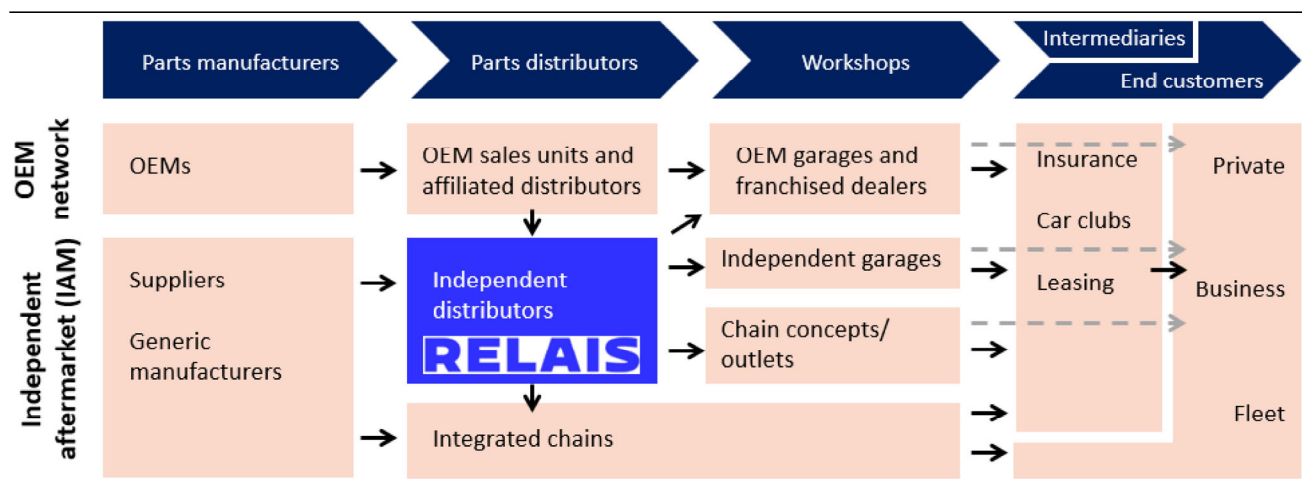 Parts manufacturers
Parts distributors
Workshops
Intermediaries
End customers
OEM
network
OEMs
OEM sales units and
affiliated distributors
OEM garages and
franchised dealers
Insurance
Car clubs
Leasing
Private
Business
Fleet
Independent
aftermarket (IAM)
Suppliers
Generic
manufacturers
Independent
distributors
RELAIS
Independent garages
Chain concepts/
outlets
Integrated chains